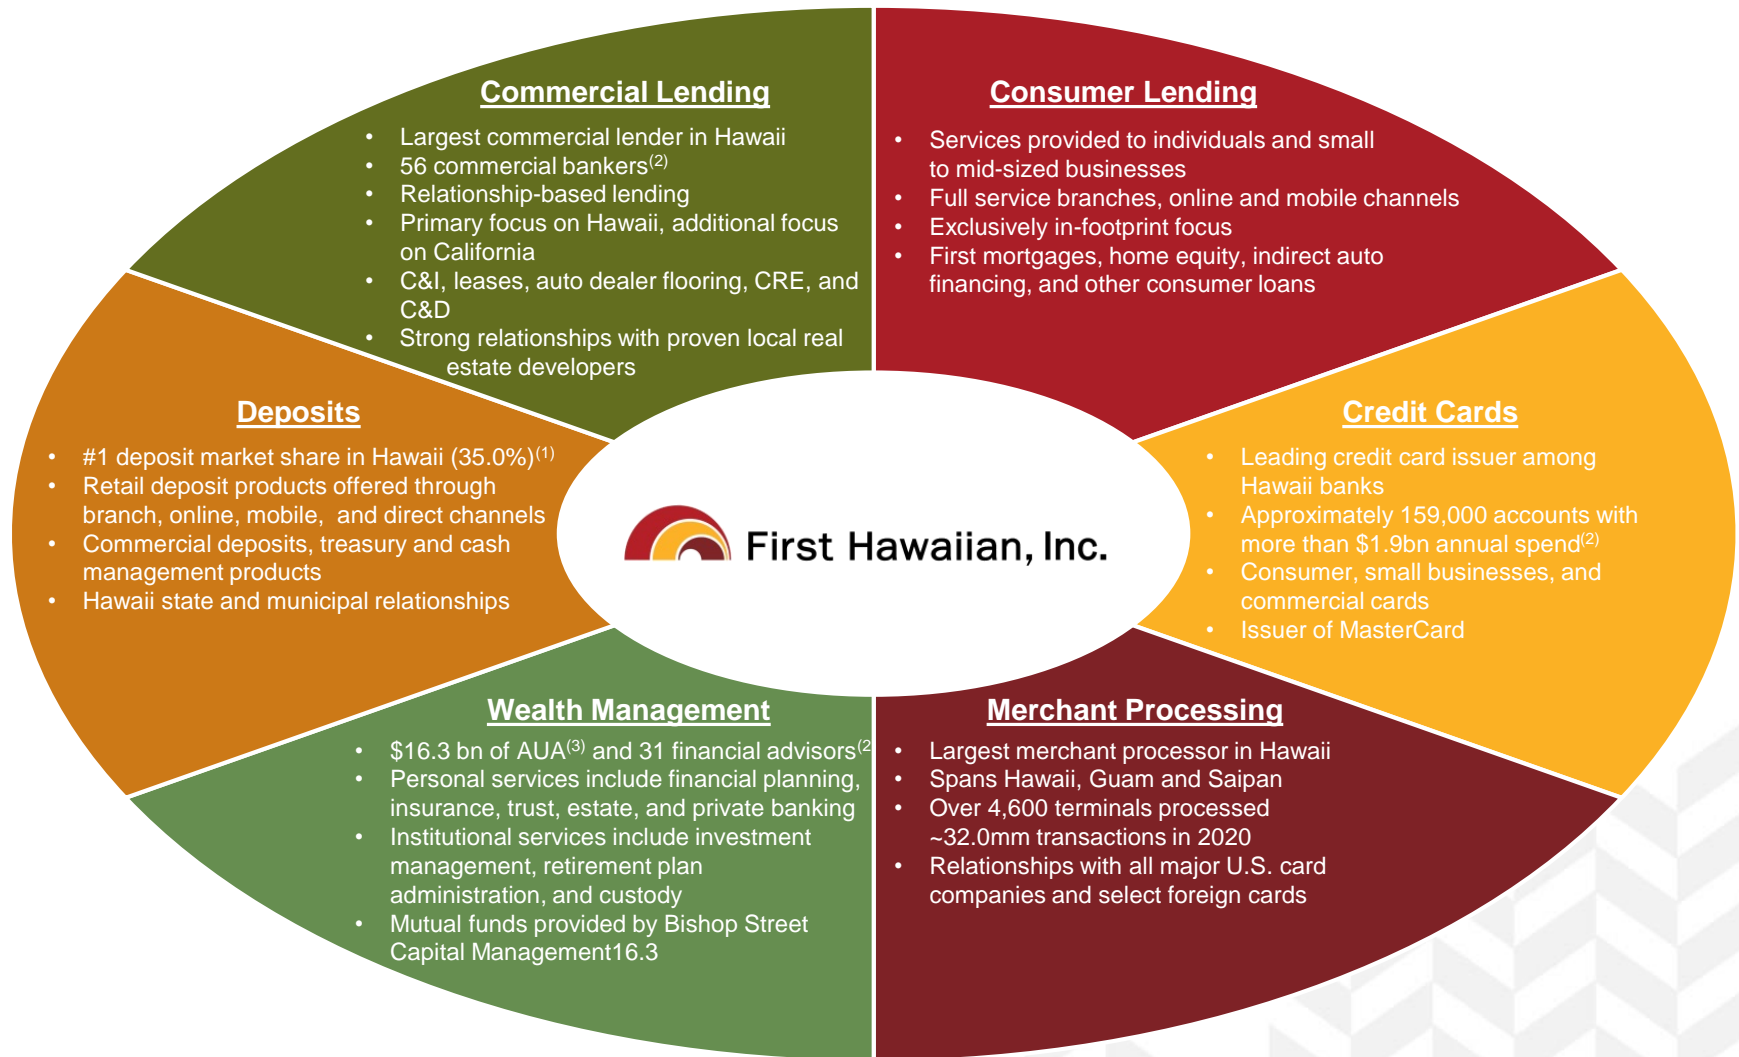 Commercial Lending
• Largest commercial lender in Hawaii
• 56 commercial bankers(2)
• Relationship-based lending
• Primary focus on Hawaii, additional focus
on California
• C&I, leases, auto dealer flooring, CRE, and
C&D
• Strong relationships with proven local real
estate developers
Consumer Lending
• Services provided to individuals and small
to mid-sized businesses
• Full service branches, online and mobile channels
• Exclusively in-footprint focus
• First mortgages, home equity, indirect auto
financing, and other consumer loans
Deposits
• #1 deposit market share in Hawaii (35.0%)(1)
• Retail deposit products offered through
branch, online, mobile, and direct channels
• Commercial deposits, treasury and cash
management products
• Hawaii state and municipal relationships
First Hawaiian, Inc.
Credit Cards
• Leading credit card issuer among
Hawaii banks
• Approximately 159,000 accounts with
more than $1.9bn annual spend(2)
• Consumer, small businesses, and
commercial cards
• Issuer of MasterCard
Wealth Management
• $16.3 bn of AUA(3) and 31 financial advisors(2
• Personal services include financial planning,
insurance, trust, estate, and private banking
• Institutional services include investment
management, retirement plan
administration, and custody
• Mutual funds provided by Bishop Street
Capital Management16.3
Merchant Processing
• Largest merchant processor in Hawaii
• Spans Hawaii, Guam and Saipan
• Over 4,600 terminals processed
~32.0mm transactions in 2020
• Relationships with all major U.S. card
companies and select foreign cards